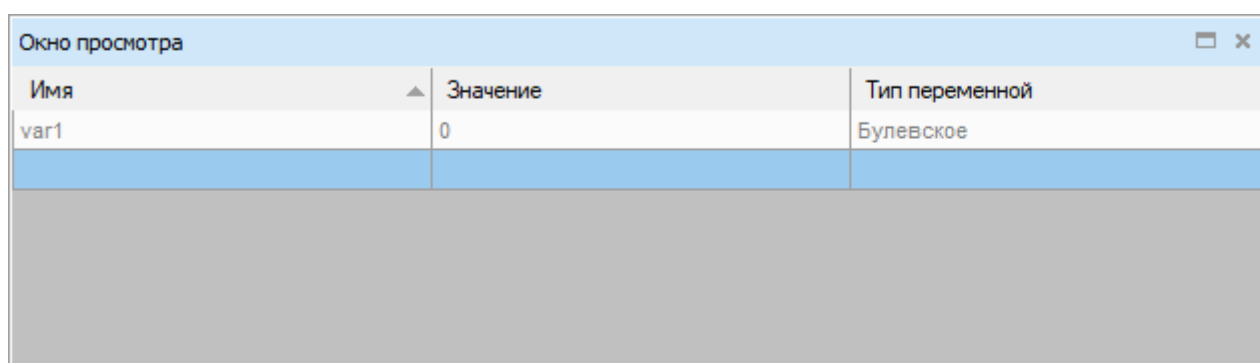 Окно просмотра
Имя Значение Тип переменной
var1 0 Булевское